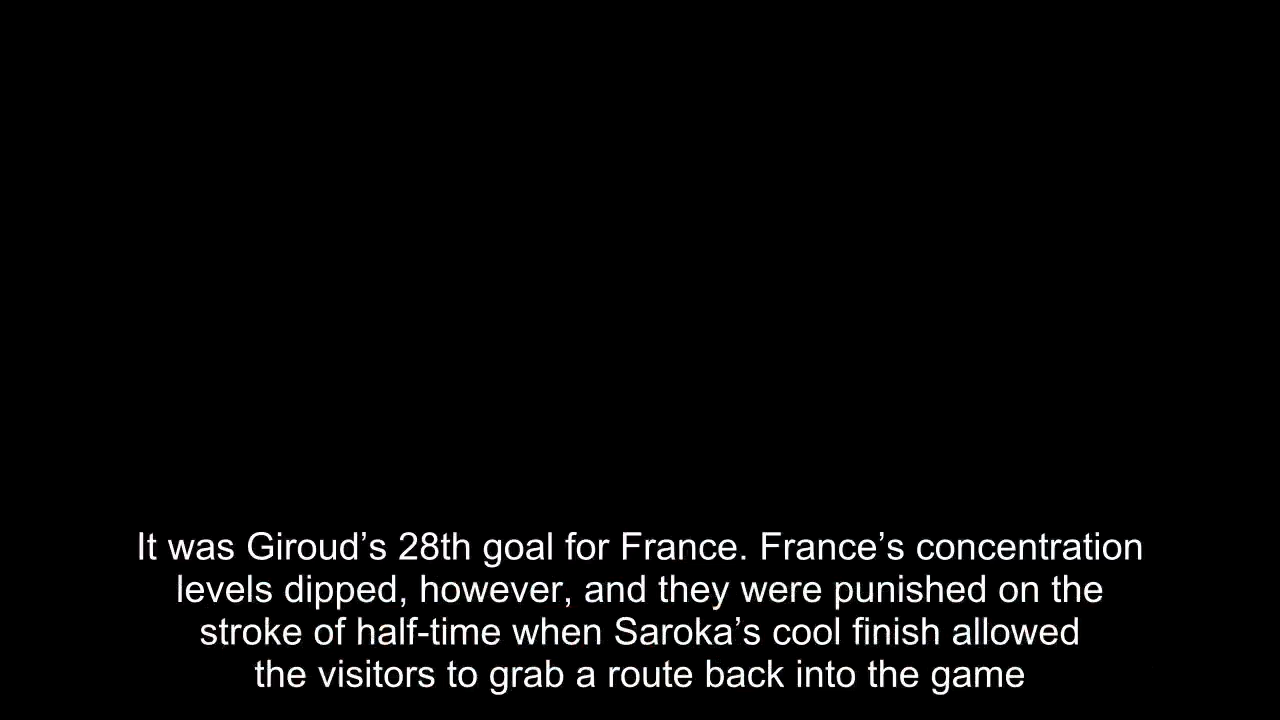 It was Giroud’s 28th goal for France. France’s concentration
levels dipped, however, and they were punished on the
stroke of half-time when Saroka’s cool finish allowed
the visitors to grab a route back into the game